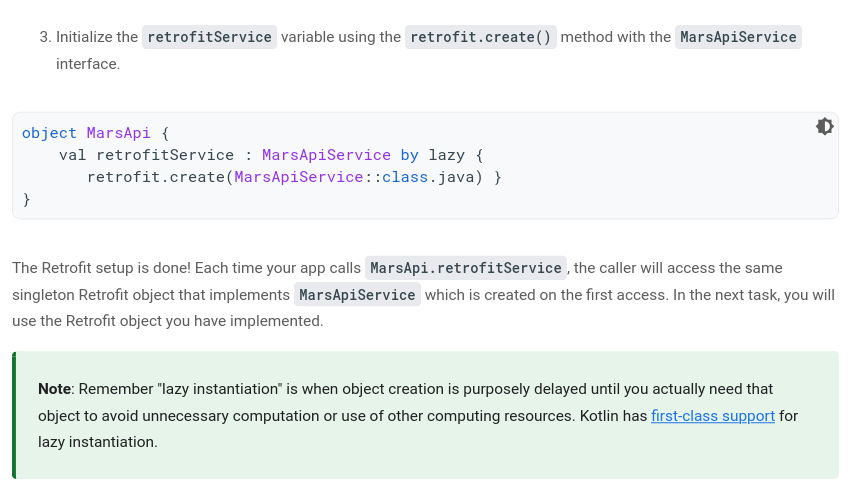 3. Initialize the retrofitService variable using the retrofit.create() method with the MarsApiService
interface.
object MarsApi {
    val retrofitService : MarsApiService by lazy {
       retrofit.create(MarsApiService::class.java) }
}
The Retrofit setup is done! Each time your app calls MarsApi.retrofitService, the caller will access the same
singleton Retrofit object that implements MarsApiService which is created on the first access. In the next task, you will
use the Retrofit object you have implemented.
Note: Remember "lazy instantiation" is when object creation is purposely delayed until you actually need that
object to avoid unnecessary computation or use of other computing resources. Kotlin has first-class support for
lazy instantiation.